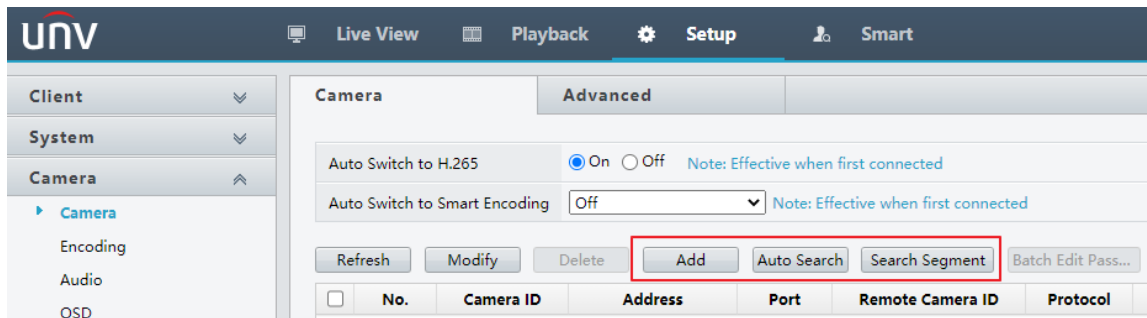 unv
Live View Playback Setup Smart
Client
System
Camera
Camera
Encoding
Audio
OSD
Camera Advanced
Auto Switch to H.265 On Off Note: Effective when first connected
Auto Switch to Smart Encoding Off Note: Effective when first connected
Refresh Modify Delete Add Auto Search Search Segment Batch Edit Pass...
No. Camera ID Address Port Remote Camera ID Protocol